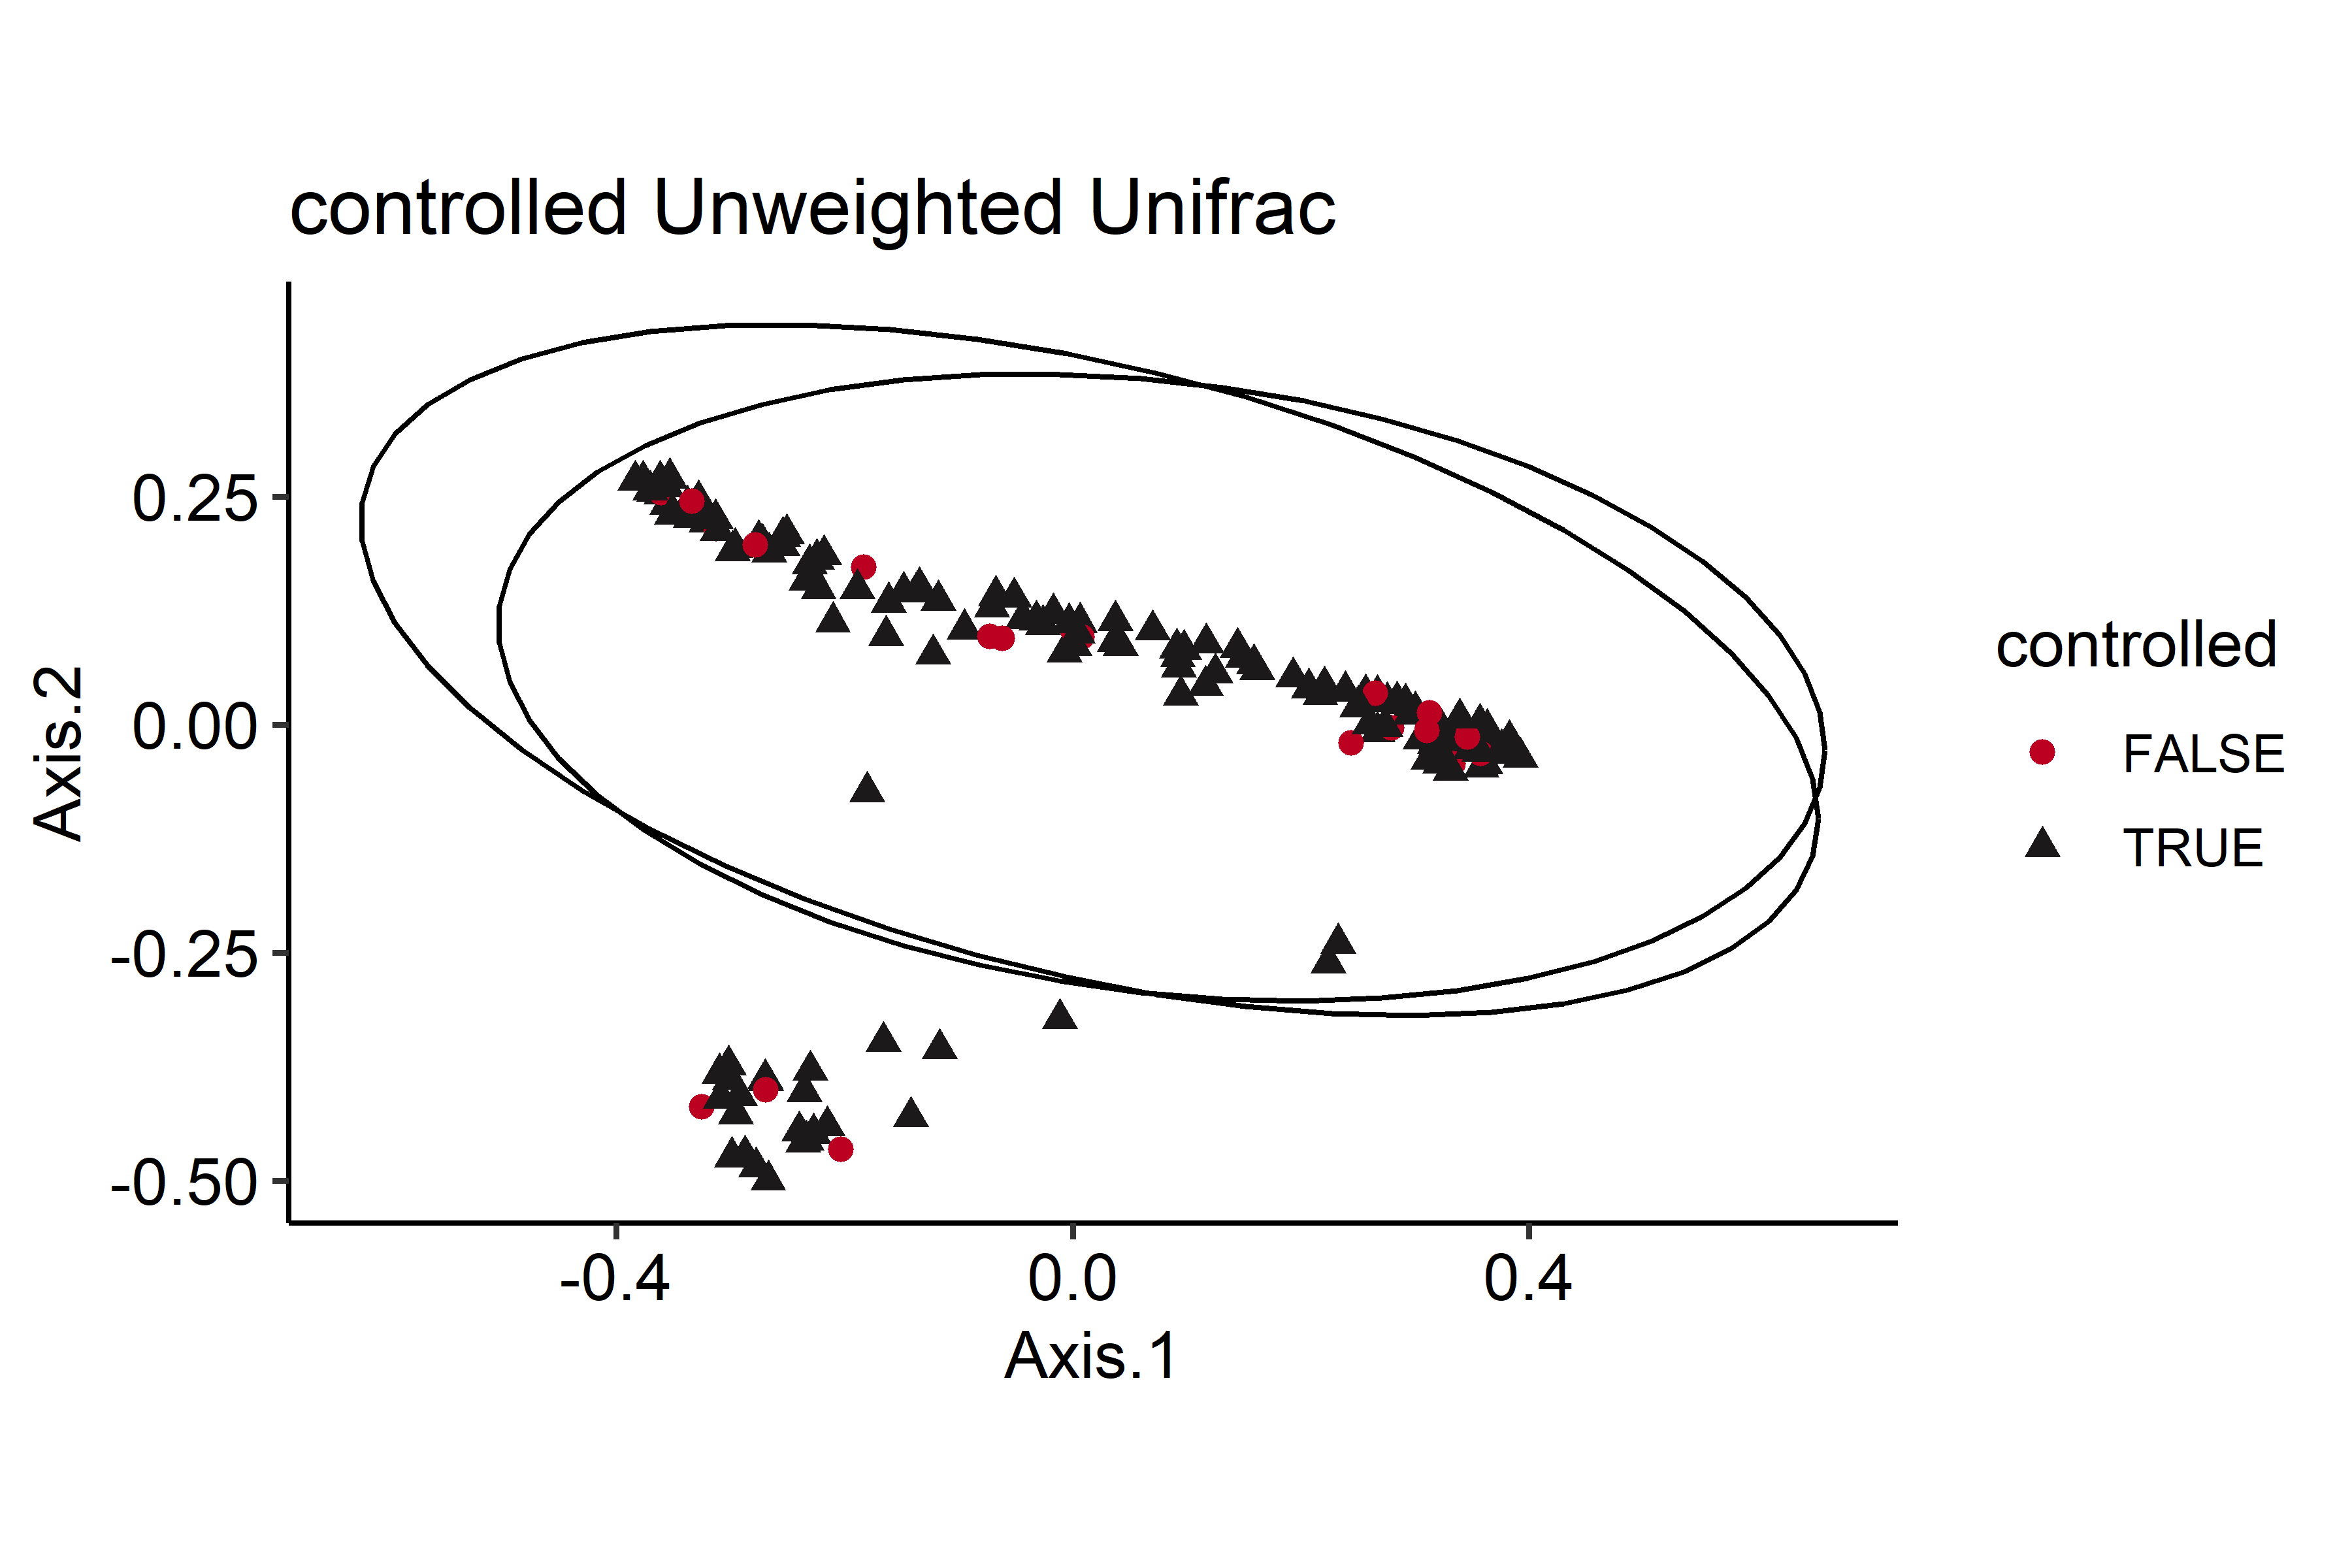 controlled Unweighted Unifrac
0.25
0.00
-0.25
-0.50
Axis.2
-0.4 0.0 0.4
Axis.1
controlled
FALSE
TRUE